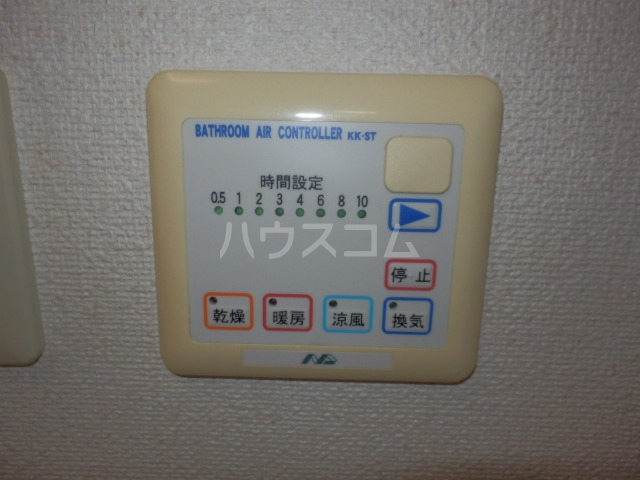 BATHROOM AIR CONTROLLER KK-ST
時間設定
0.5 1 2 3 4 6 8 10
ハウスコム
停止
乾燥 暖房 涼風 換気